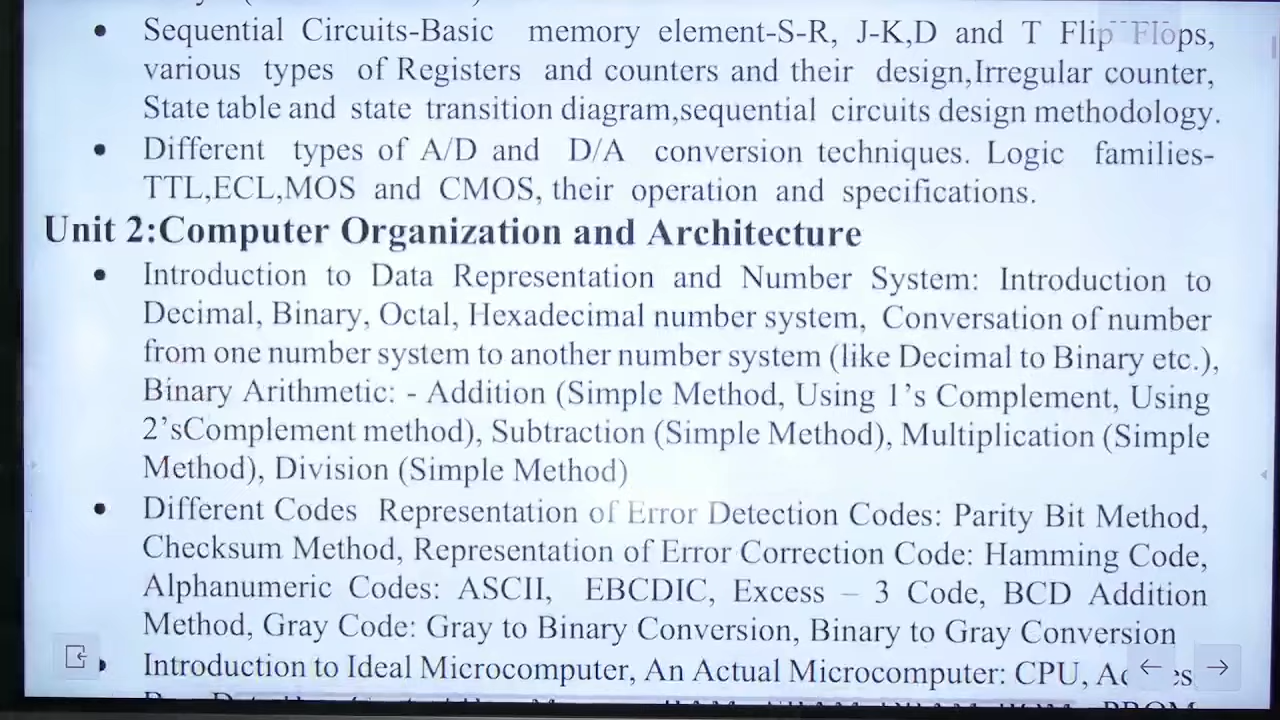 • Sequential Circuits-Basic memory element-S-R, J-K,D and T Flip Flops,
various types of Registers and counters and their design,Irregular counter,
State table and state transition diagram,sequential circuits design methodology.
• Different types of A/D and D/A conversion techniques. Logic families-
TTL,ECL,MOS and CMOS, their operation and specifications.
Unit 2:Computer Organization and Architecture
• Introduction to Data Representation and Number System: Introduction to
Decimal, Binary, Octal, Hexadecimal number system, Conversation of number
from one number system to another number system (like Decimal to Binary etc.),
Binary Arithmetic: - Addition (Simple Method, Using 1’s Complement, Using
2’sComplement method), Subtraction (Simple Method), Multiplication (Simple
Method), Division (Simple Method)
• Different Codes Representation of Error Detection Codes: Parity Bit Method,
Checksum Method, Representation of Error Correction Code: Hamming Code,
Alphanumeric Codes: ASCII, EBCDIC, Excess – 3 Code, BCD Addition
Method, Gray Code: Gray to Binary Conversion, Binary to Gray Conversion
• Introduction to Ideal Microcomputer, An Actual Microcomputer: CPU,